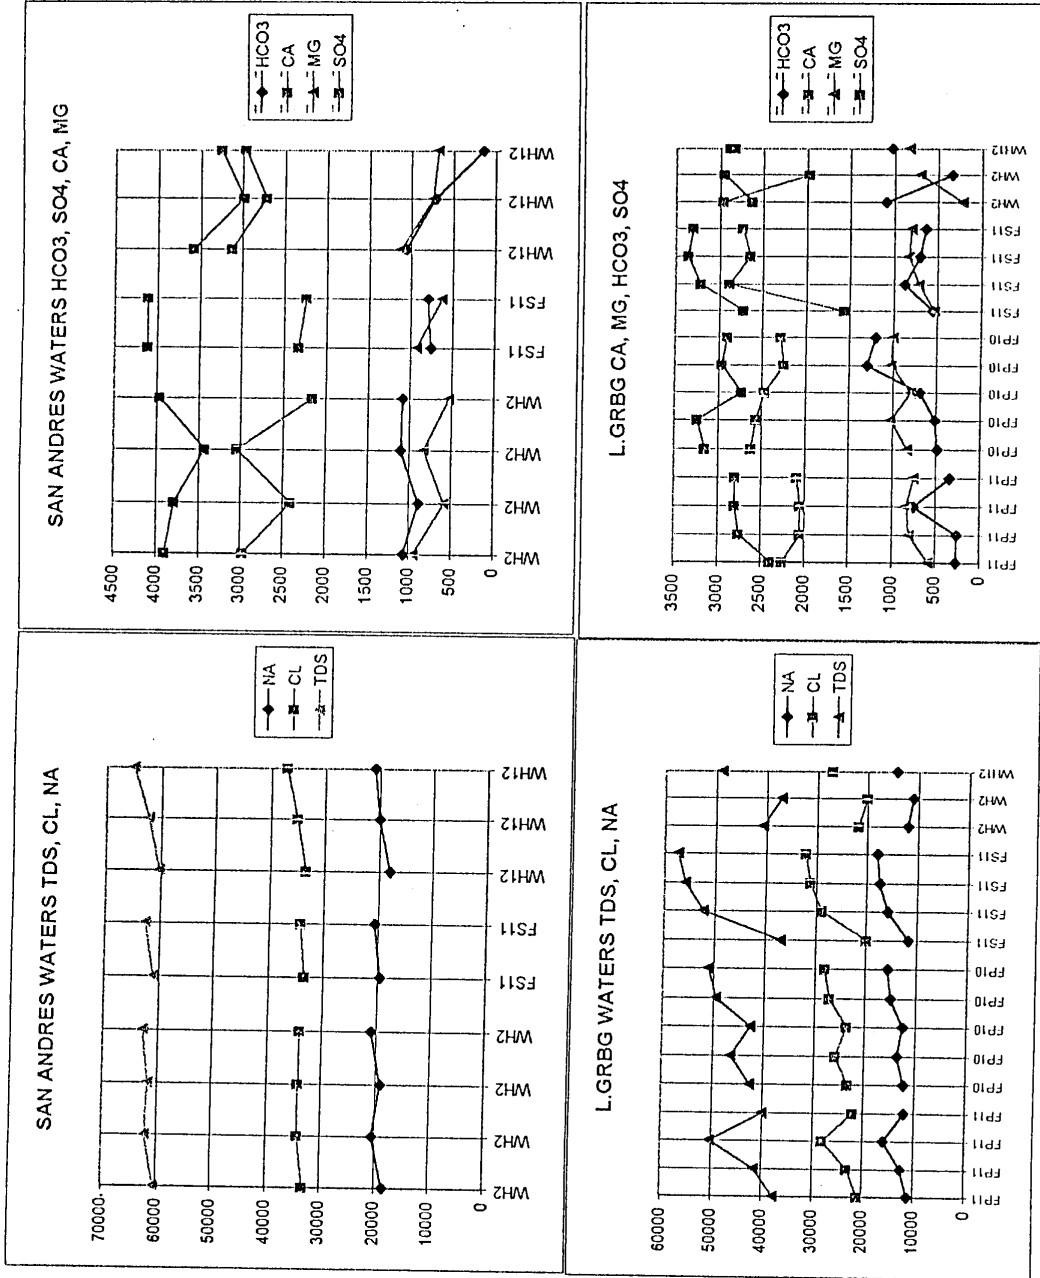 SAN ANDRES WATERS TDS, CL, NA
70000
60000
50000
40000
30000
20000
10000
0
WH2
WH2
WH2
WH2
FS11
FS11
WH12
WH12
WH12
NA
CL
TDS
SAN ANDRES WATERS HCO3, SO4, CA, MG
4500
4000
3500
3000
2500
2000
1500
1000
500
0
WH2
WH2
WH2
WH2
FS11
FS11
WH12
WH12
WH12
HCO3
CA
MG
SO4
L.GRBG WATERS TDS, CL, NA
60000
50000
40000
30000
20000
10000
0
FP11
FP11
FP11
FP11
FP10
FP10
FP10
FP10
FP10
FS11
FS11
FS11
FS11
WH2
WH2
WH12
NA
CL
TDS
L.GRBG CA, MG, HCO3, SO4
3500
3000
2500
2000
1500
1000
500
0
FP11
FP11
FP11
FP11
FP10
FP10
FP10
FP10
FP10
FS11
FS11
FS11
FS11
WH2
WH2
WH12
HCO3
CA
MG
SO4